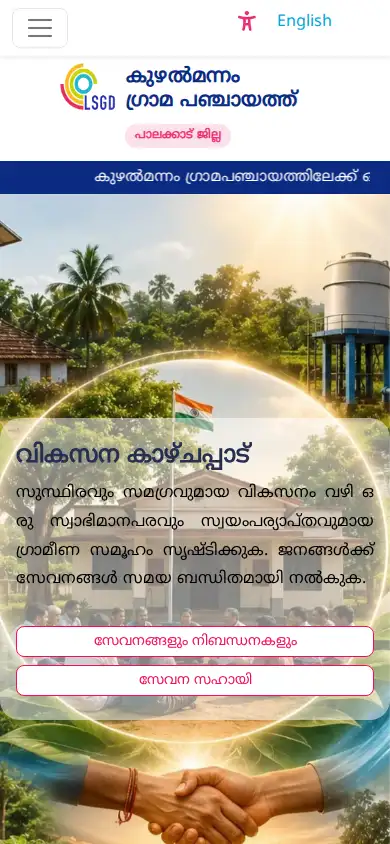 English
LSGD
കുഴൽമന്നം
ഗ്രാമ പഞ്ചായത്ത്
പാലക്കാട് ജില്ല
കുഴൽമന്നം ഗ്രാമപഞ്ചായത്തിലേക്ക്
വികസന കാഴ്ചപ്പാട്
സുസ്ഥിരവും സമഗ്രവുമായ വികസനം വഴി ഒ
രു സ്വാഭിമാനപരവും സ്വയംപര്യാപ്തവുമായ
ഗ്രാമീണ സമൂഹം സൃഷ്ടിക്കുക. ജനങ്ങൾക്ക്
സേവനങ്ങൾ സമയ ബന്ധിതമായി നൽകുക.
സേവനങ്ങളും നിബന്ധനകളും
സേവന സഹായി